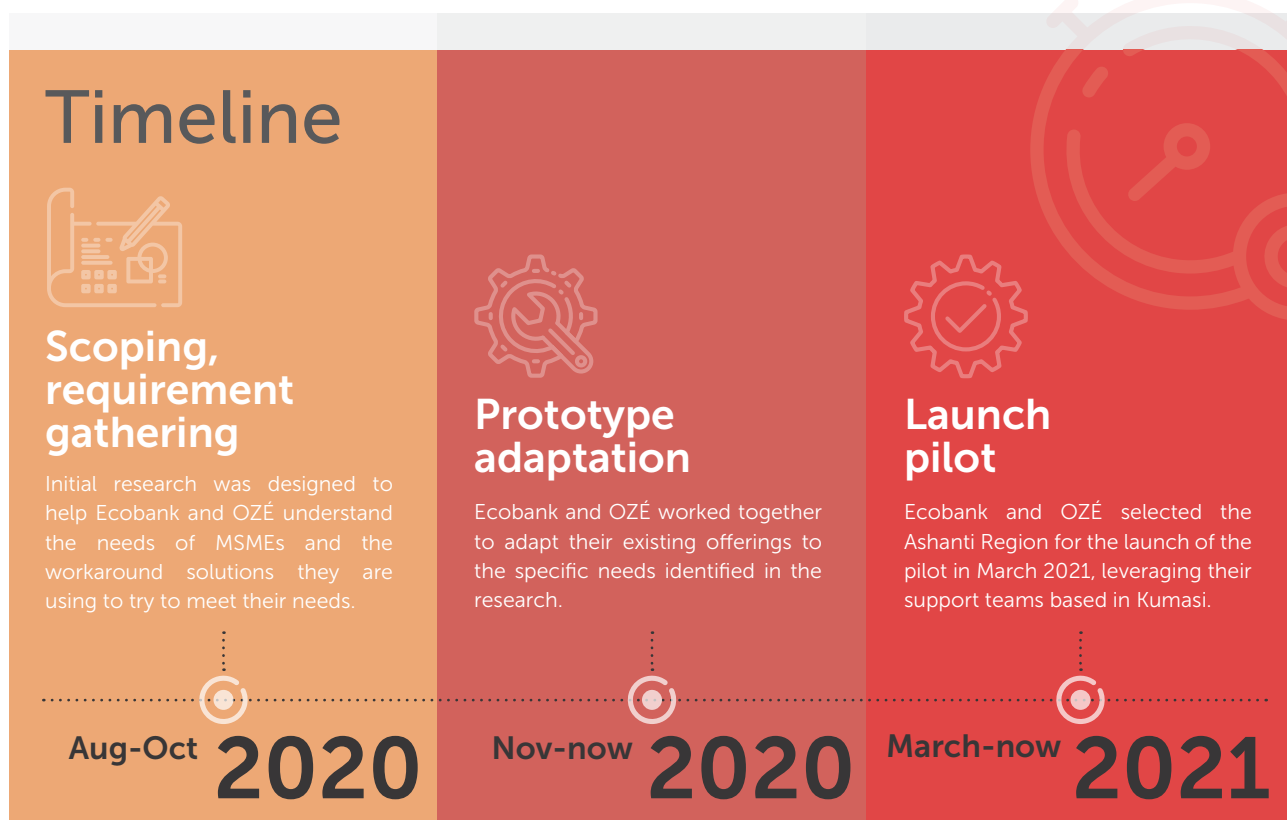 Timeline
Scoping,
requirement
gathering
Initial research was designed to
help Ecobank and OZÉ understand
the needs of MSMEs and the
workaround solutions they are
using to try to meet their needs.
Aug-Oct 2020
Prototype
adaptation
Ecobank and OZÉ worked together
to adapt their existing offerings to
the specific needs identified in the
research.
Nov-now 2020
Launch
pilot
Ecobank and OZÉ selected the
Ashanti Region for the launch of the
pilot in March 2021, leveraging their
support teams based in Kumasi.
March-now 2021